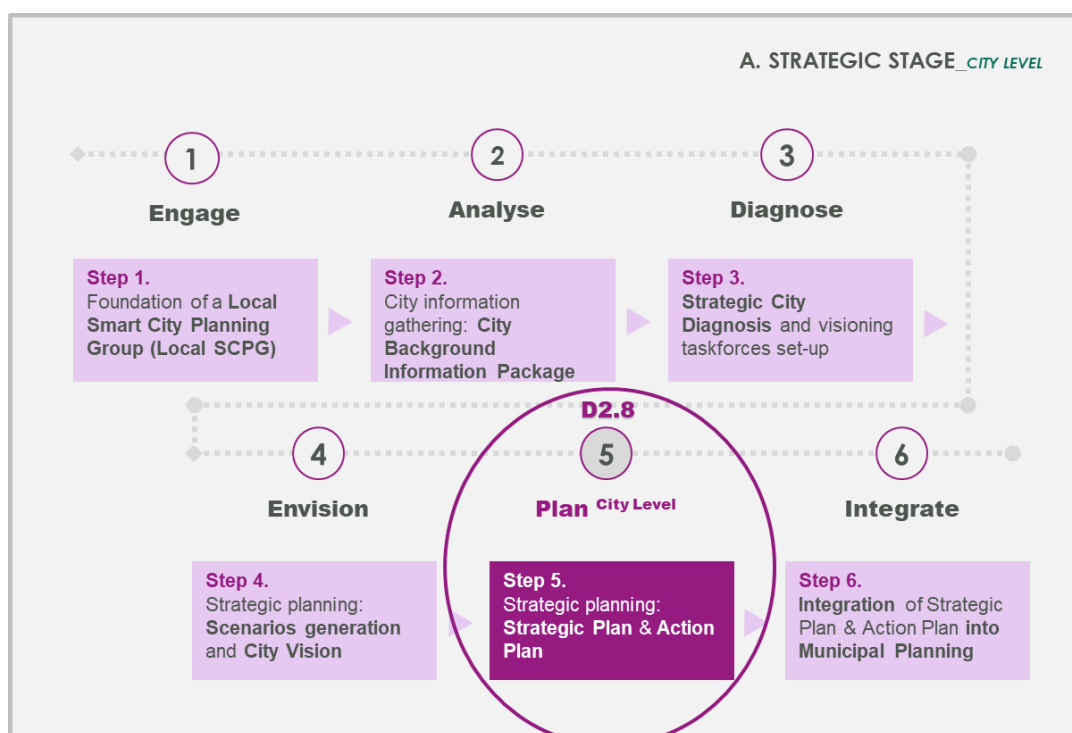 A. STRATEGIC STAGE_CITY LEVEL
1
2
3
Engage
Analyse
Diagnose
Step 1.
Foundation of a Local
Smart City Planning
Group (Local SCPG)
Step 2.
City information
gathering: City
Background
Information Package
Step 3.
Strategic City
Diagnosis and visioning
taskforces set-up
D2.8
4
5
6
Envision
Plan City Level
Integrate
Step 4.
Strategic planning:
Scenarios generation
and City Vision
Step 5.
Strategic planning:
Strategic Plan & Action
Plan
Step 6.
Integration of Strategic
Plan & Action Plan into
Municipal Planning